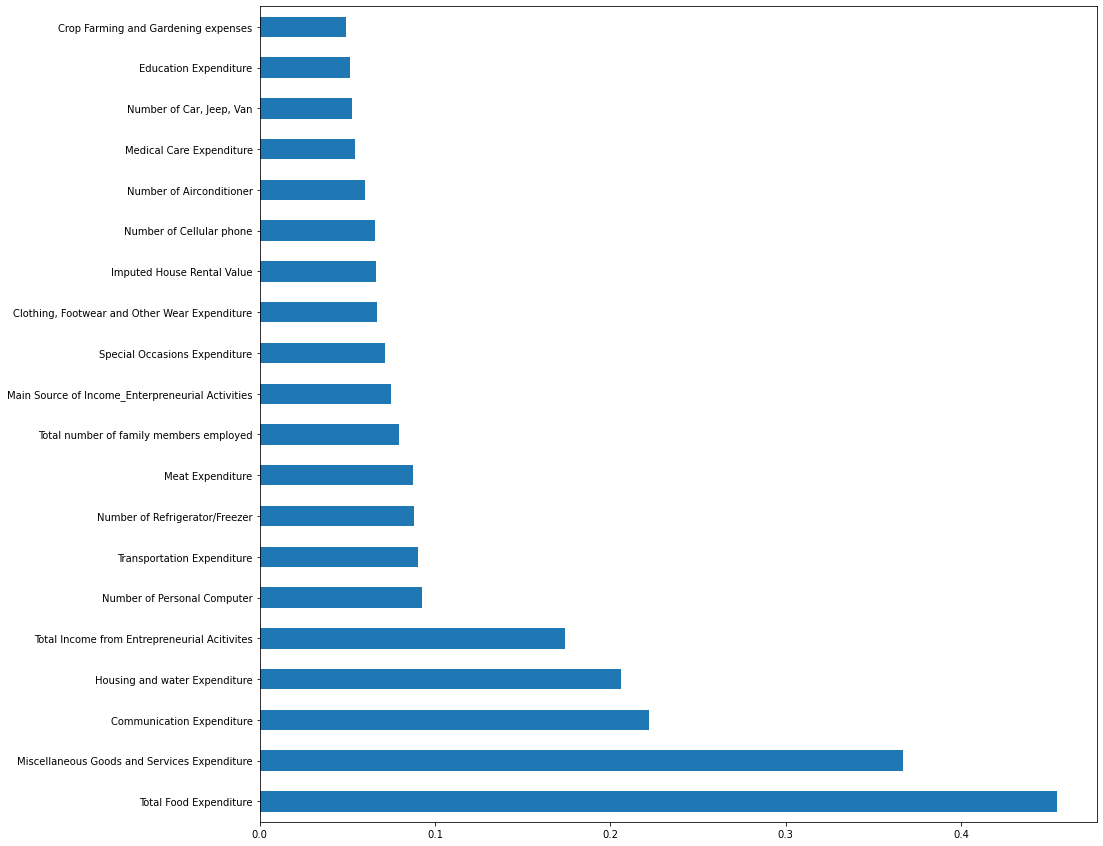 Crop Farming and Gardening expenses
Education Expenditure
Number of Car, Jeep, Van
Medical Care Expenditure
Number of Airconditioner
Number of Cellular phone
Imputed House Rental Value
Clothing, Footwear and Other Wear Expenditure
Special Occasions Expenditure
Main Source of Income_Enterpreneurial Activities
Total number of family members employed
Meat Expenditure
Number of Refrigerator/Freezer
Transportation Expenditure
Number of Personal Computer
Total Income from Entrepreneurial Acitivites
Housing and water Expenditure
Communication Expenditure
Miscellaneous Goods and Services Expenditure
Total Food Expenditure
0.0 0.1 0.2 0.3 0.4